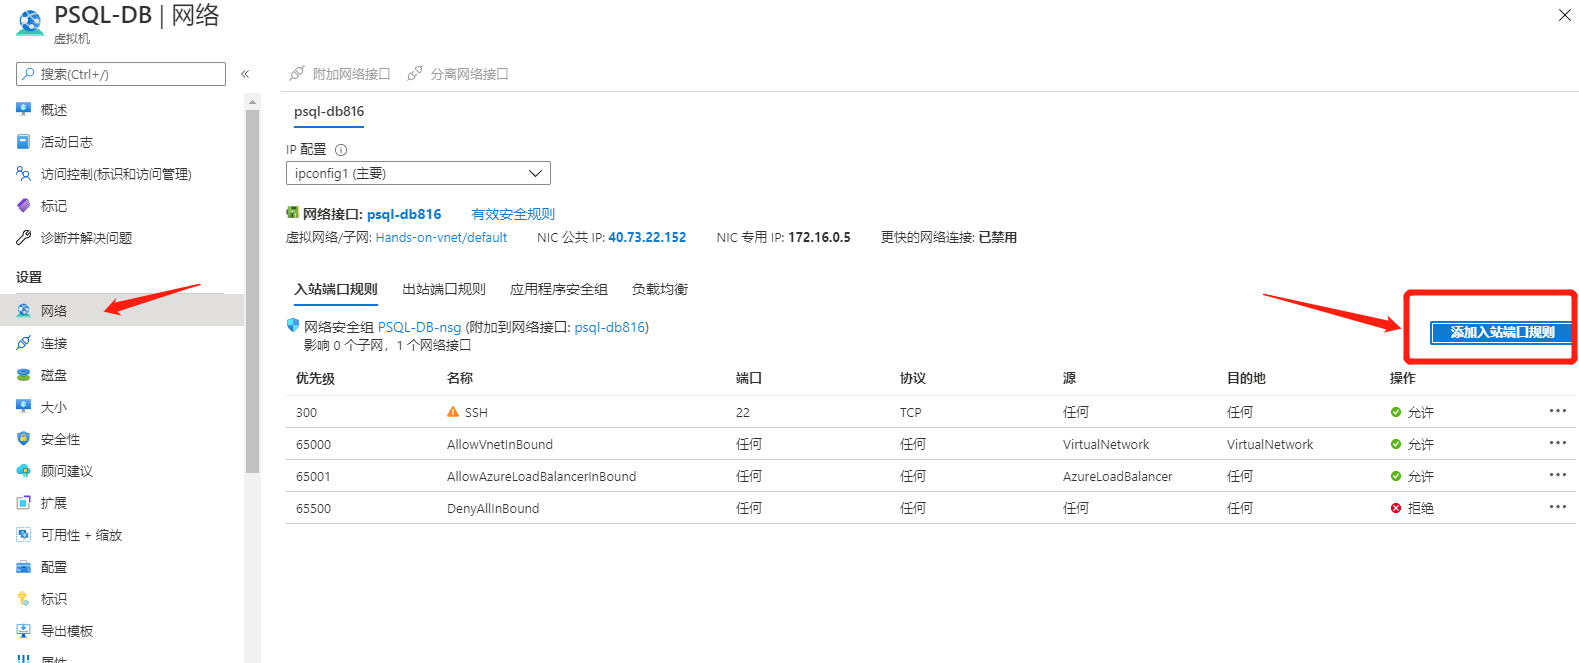 PSQL-DB | 网络
虚拟机
搜索(Ctrl+/)
«
概述
活动日志
访问控制(标识和访问管理)
标记
诊断并解决问题
设置
网络
连接
磁盘
大小
安全性
顾问建议
扩展
可用性 + 缩放
配置
标识
导出模板
属性
附加网络接口 分离网络接口
psql-db816
IP 配置
ipconfig1 (主要)
网络接口: psql-db816 有效安全规则
虚拟网络/子网: Hands-on-vnet/default NIC 公共 IP: 40.73.22.152 NIC 专用 IP: 172.16.0.5 更快的网络连接: 已禁用
入站端口规则 出站端口规则 应用程序安全组 负载均衡
网络安全组 PSQL-DB-nsg (附加到网络接口: psql-db816)
影响 0 个子网, 1 个网络接口
添加入站端口规则
优先级 名称 端口 协议 源 目的地 操作
300 SSH 22 TCP 任何 任何 允许 ···
65000 AllowVnetInBound 任何 任何 VirtualNetwork VirtualNetwork 允许 ···
65001 AllowAzureLoadBalancerInBound 任何 任何 AzureLoadBalancer 任何 允许 ···
65500 DenyAllInBound 任何 任何 任何 任何 拒绝 ···